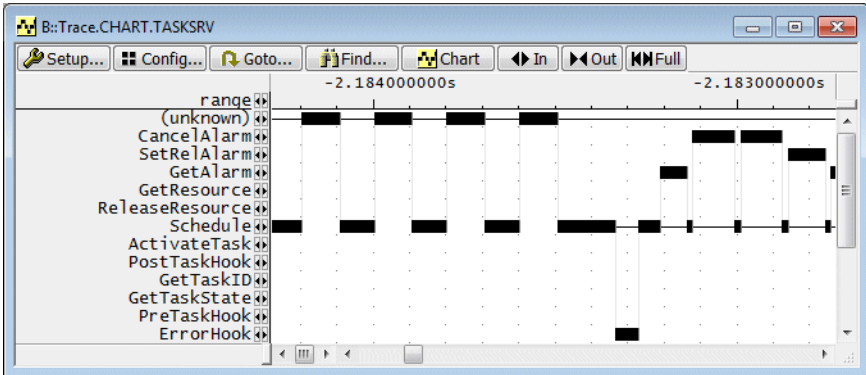 B::Trace.CHART.TASKSRV
Setup... Config... Goto... Find... Chart In Out Full
-2.184000000s -2.183000000s
range
(unknown)
CancelAlarm
SetRelAlarm
GetAlarm
GetResource
ReleaseResource
Schedule
ActivateTask
PostTaskHook
GetTaskID
GetTaskState
PreTaskHook
ErrorHook